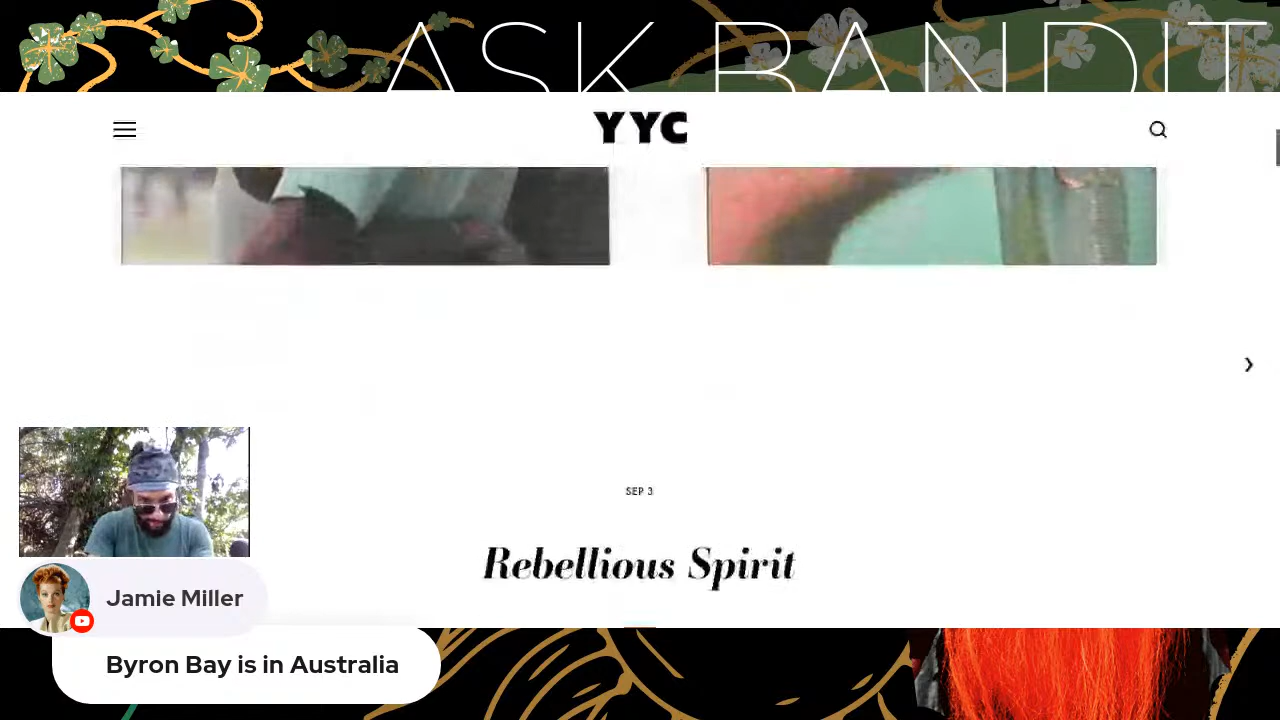 ASK BANDIT
YYC
SEP 3
Rebellious Spirit
Jamie Miller
Byron Bay is in Australia